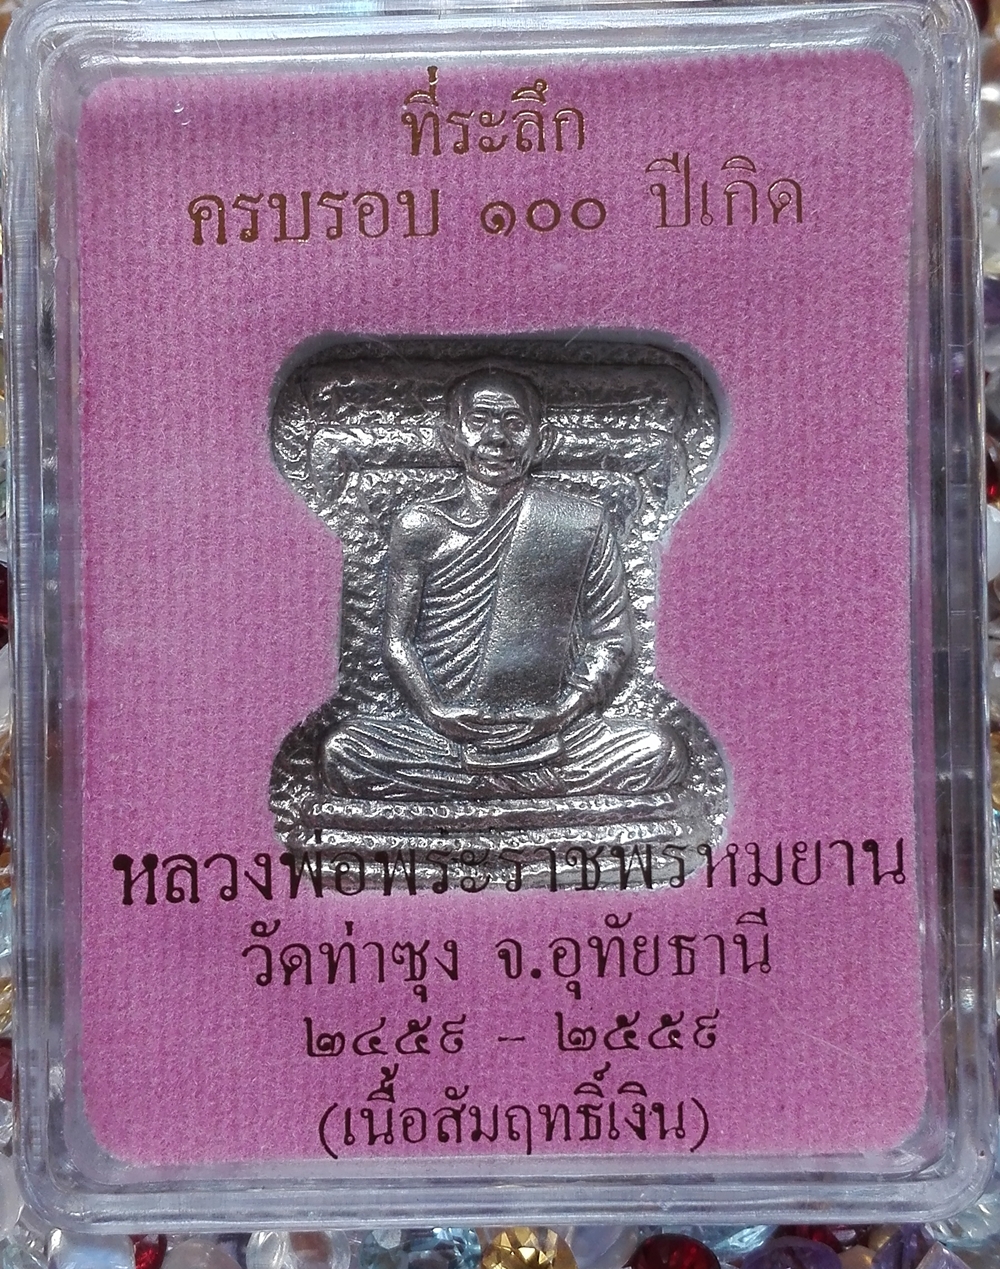 ที่ระลึก
ครบรอบ ๑๐๐ ปีเกิด
หลวงพ่อพระราชพรหมยาน
วัดท่าซุง จ.อุทัยธานี
๒๔๕๙ - ๒๕๕๙
(เนื้อสัมฤทธิ์เงิน)